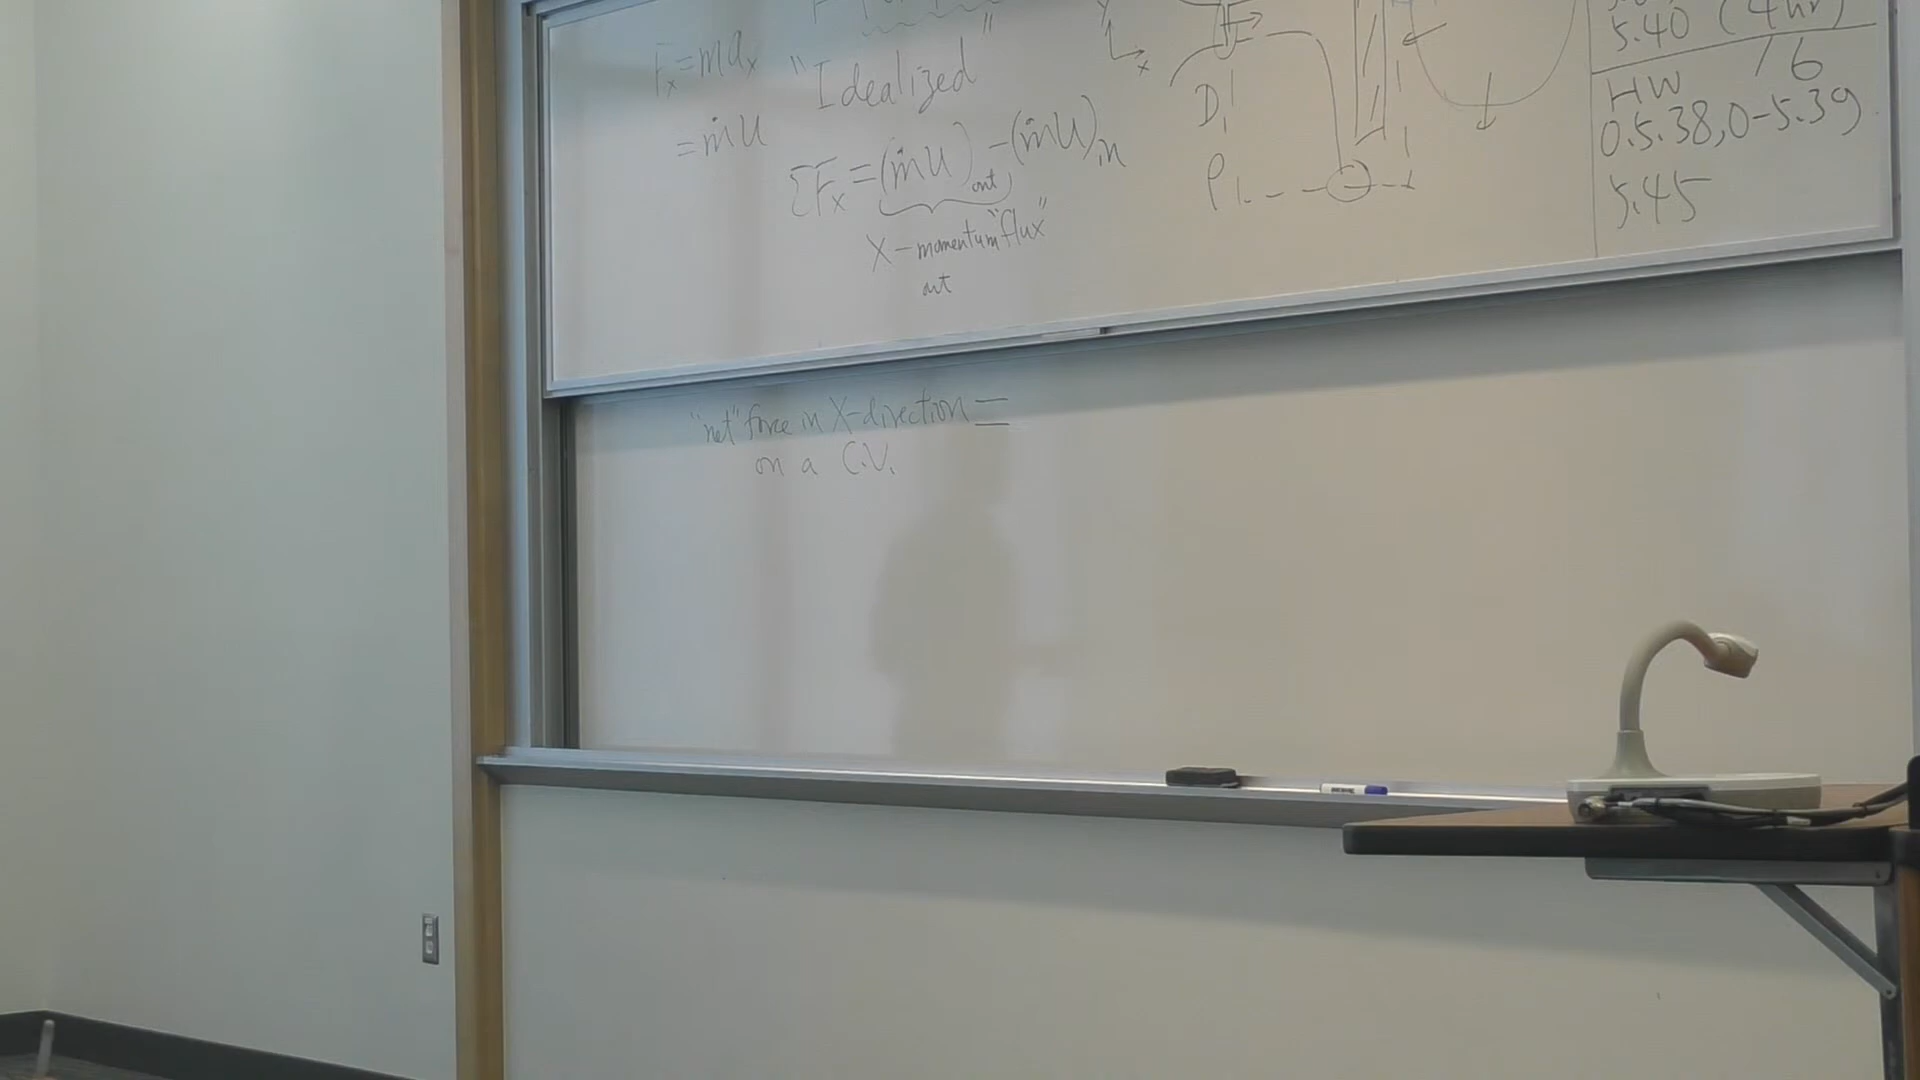 Fx = max
= ṁu
"Idealized"
ΣFx = (ṁu)out - (ṁu)in
X-momentum "flux"
out
y
x
D1
P1
5.40 (4hr)
HW 16
0.5.38, 0-5.39
5.45
"net" force in X-direction =
on a C.V.